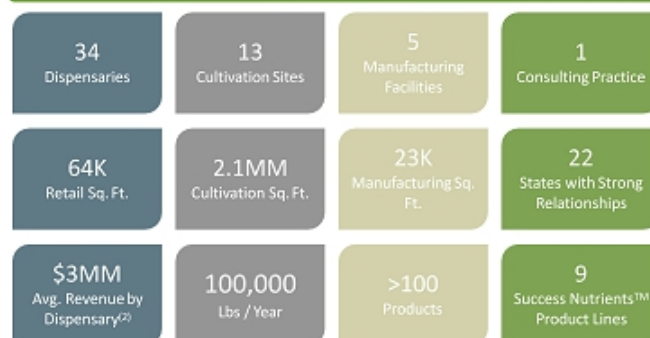 34
Dispensaries
13
Cultivation Sites
5
Manufacturing
Facilities
1
Consulting Practice
64K
Retail Sq. Ft.
2.1MM
Cultivation Sq. Ft.
23K
Manufacturing Sq.
Ft.
22
States with Strong
Relationships
$3MM
Avg. Revenue by
Dispensary(2)
100,000
Lbs / Year
>100
Products
9
Success Nutrients™
Product Lines